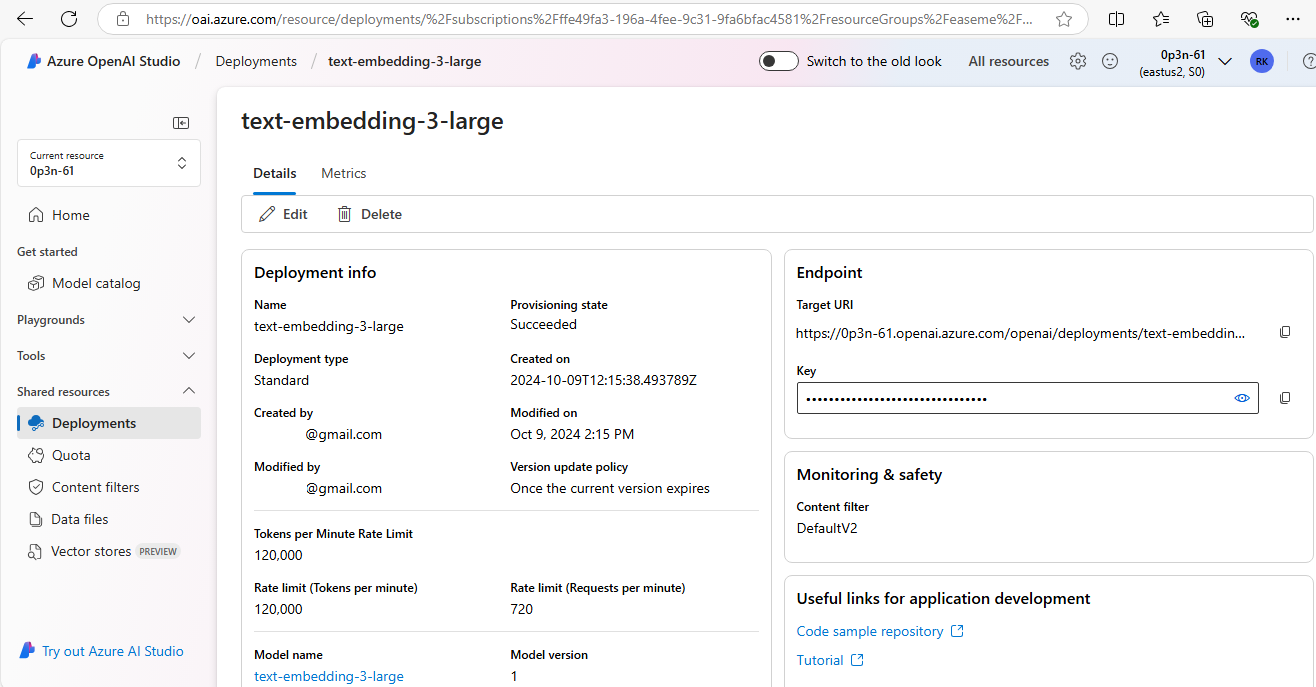 https://oai.azure.com/resource/deployments/%2Fsubscriptions%2Fffe49fa3-196a-4fee-9c31-9fa6bfac4581%2FresourceGroups%2Feaseme%2F...
Azure OpenAI Studio / Deployments / text-embedding-3-large
Switch to the old look
All resources
0p3n-61
(eastus2, S0)
RK
Current resource
0p3n-61
Home
Get started
Model catalog
Playgrounds
Tools
Shared resources
Deployments
Quota
Content filters
Data files
Vector stores PREVIEW
Try out Azure AI Studio
text-embedding-3-large
Details Metrics
Edit Delete
Deployment info
Name
text-embedding-3-large
Provisioning state
Succeeded
Deployment type
Standard
Created on
2024-10-09T12:15:38.493789Z
Created by
@gmail.com
Modified on
Oct 9, 2024 2:15 PM
Modified by
@gmail.com
Version update policy
Once the current version expires
Tokens per Minute Rate Limit
120,000
Rate limit (Tokens per minute)
120,000
Rate limit (Requests per minute)
720
Model name
text-embedding-3-large
Model version
1
Endpoint
Target URI
https://0p3n-61.openai.azure.com/openai/deployments/text-embeddin...
Key
••••••••••••••••••••••••••••••••
Monitoring & safety
Content filter
DefaultV2
Useful links for application development
Code sample repository
Tutorial